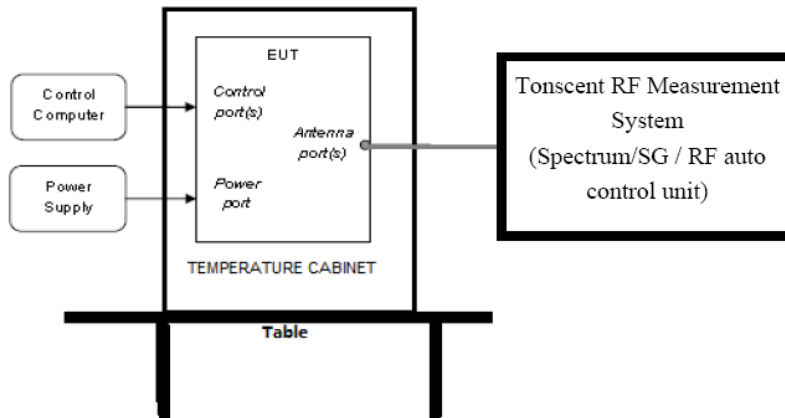 EUT
Control
Computer
Control
port(s)
Antenna
port(s)
Power
Supply
Power
port
TEMPERATURE CABINET
Table
Tonscent RF Measurement
System
(Spectrum/SG / RF auto
control unit)